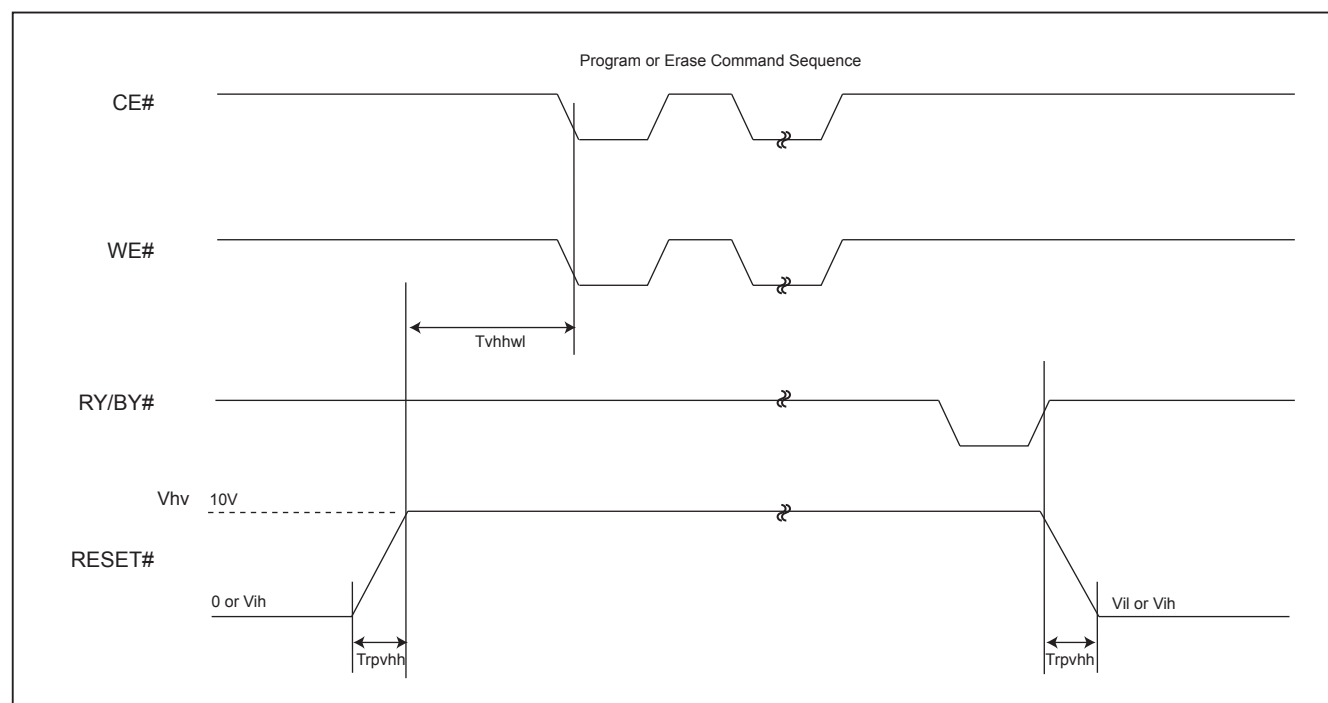 Program or Erase Command Sequence
CE#
WE#
Tvhhwl
RY/BY#
Vhv 10V
RESET#
0 or Vih
Vil or Vih
Trpvhh
Trpvhh